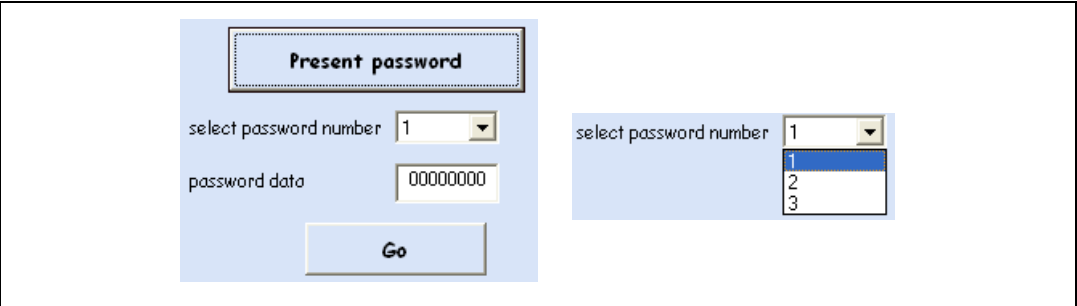 Present password
select password number 1
password data 00000000
Go
select password number 1
1
2
3